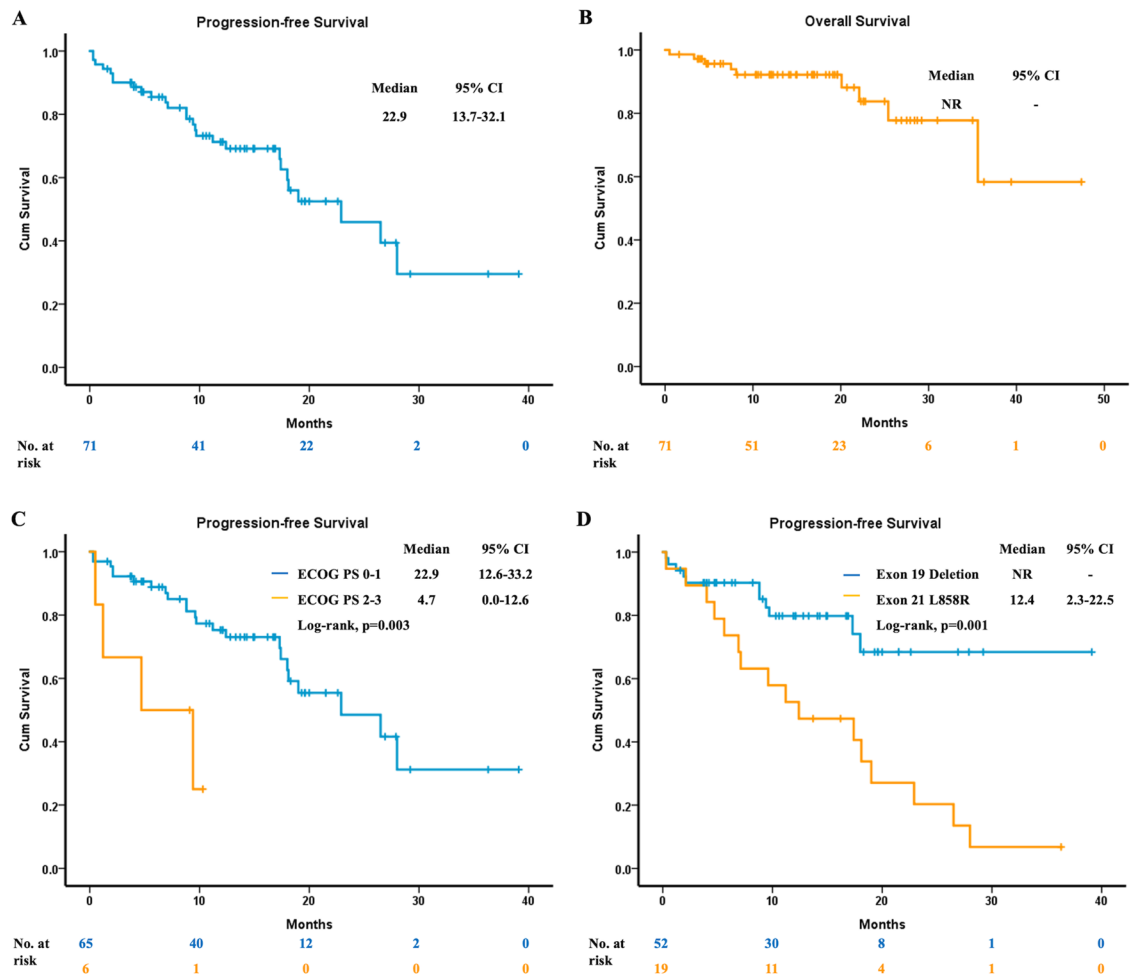 A
Progression-free Survival
Median 95% CI
22.9 13.7-32.1
Cum Survival
1.0
0.8
0.6
0.4
0.2
0.0
0 10 20 30 40
Months
No. at risk 71 41 22 2 0
B
Overall Survival
Median 95% CI
NR -
Cum Survival
1.0
0.8
0.6
0.4
0.2
0.0
0 10 20 30 40 50
Months
No. at risk 71 51 23 6 1 0
C
Progression-free Survival
Median 95% CI
ECOG PS 0-1 22.9 12.6-33.2
ECOG PS 2-3 4.7 0.0-12.6
Log-rank, p=0.003
Cum Survival
1.0
0.8
0.6
0.4
0.2
0.0
0 10 20 30 40
Months
No. at risk
65 40 12 2 0
6 1 0 0 0
D
Progression-free Survival
Median 95% CI
Exon 19 Deletion NR -
Exon 21 L858R 12.4 2.3-22.5
Log-rank, p=0.001
Cum Survival
1.0
0.8
0.6
0.4
0.2
0.0
0 10 20 30 40
Months
No. at risk
52 30 8 1 0
19 11 4 1 0